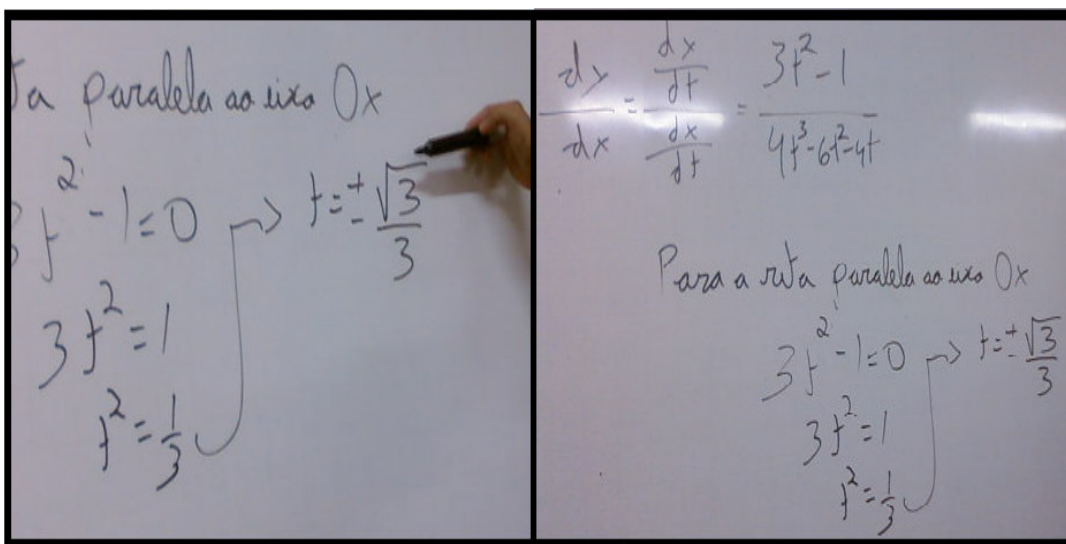 ta paralela ao eixo Ox
3t² - 1 = 0 → t = ± √3/3
3t² = 1
t² = 1/3
dy/dx = (dx/dt)/(dx/dt) = (3t² - 1)/(4t³ - 6t² - 4t)
Para a reta paralela ao eixo Ox
3t² - 1 = 0 → t = ± √3/3
3t² = 1
t² = 1/3